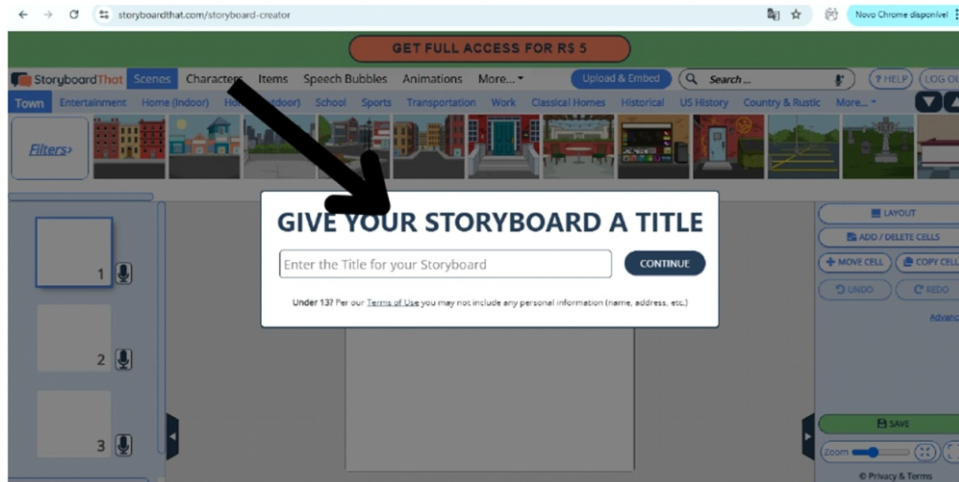 storyboardthat.com/storyboard-creator
Novo Chrome disponível
GET FULL ACCESS FOR R$ 5
StoryboardThat Scenes Characters Items Speech Bubbles Animations More... Upload & Embed Search ... ? HELP LOG OU
Town Entertainment Home (Indoor) Home (Outdoor) School Sports Transportation Work Classical Homes Historical US History Country & Rustic More...
Filters>
GIVE YOUR STORYBOARD A TITLE
Enter the Title for your Storyboard CONTINUE
Under 13? Per our Terms of Use you may not include any personal information (name, address, etc.)
1
2
3
LAYOUT
ADD / DELETE CELLS
MOVE CELL COPY CELL
UNDO REDO
Advanc
SAVE
Zoom
© Privacy & Terms